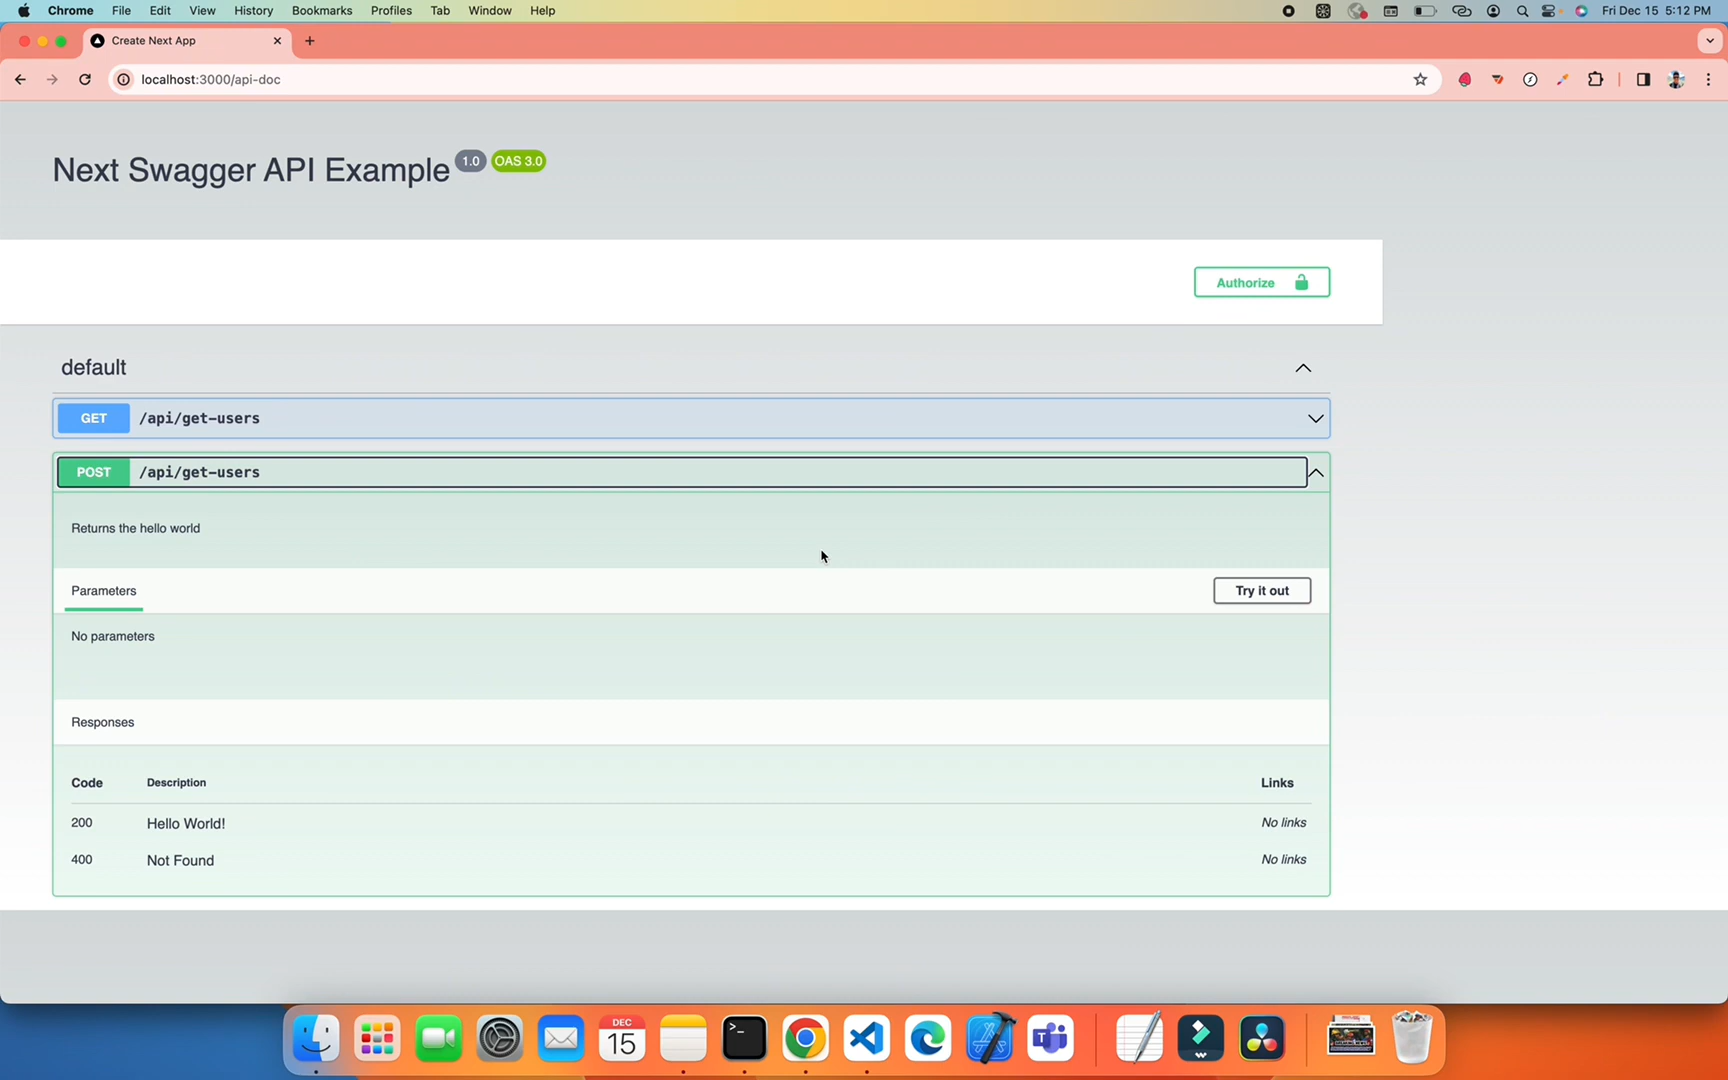 Chrome File Edit View History Bookmarks Profiles Tab Window Help Fri Dec 15 5:12 PM
Create Next App
localhost:3000/api-doc
Next Swagger API Example 1.0 OAS 3.0
Authorize
default
GET /api/get-users
POST /api/get-users
Returns the hello world
Parameters Try it out
No parameters
Responses
Code Description Links
200 Hello World! No links
400 Not Found No links
DEC
15